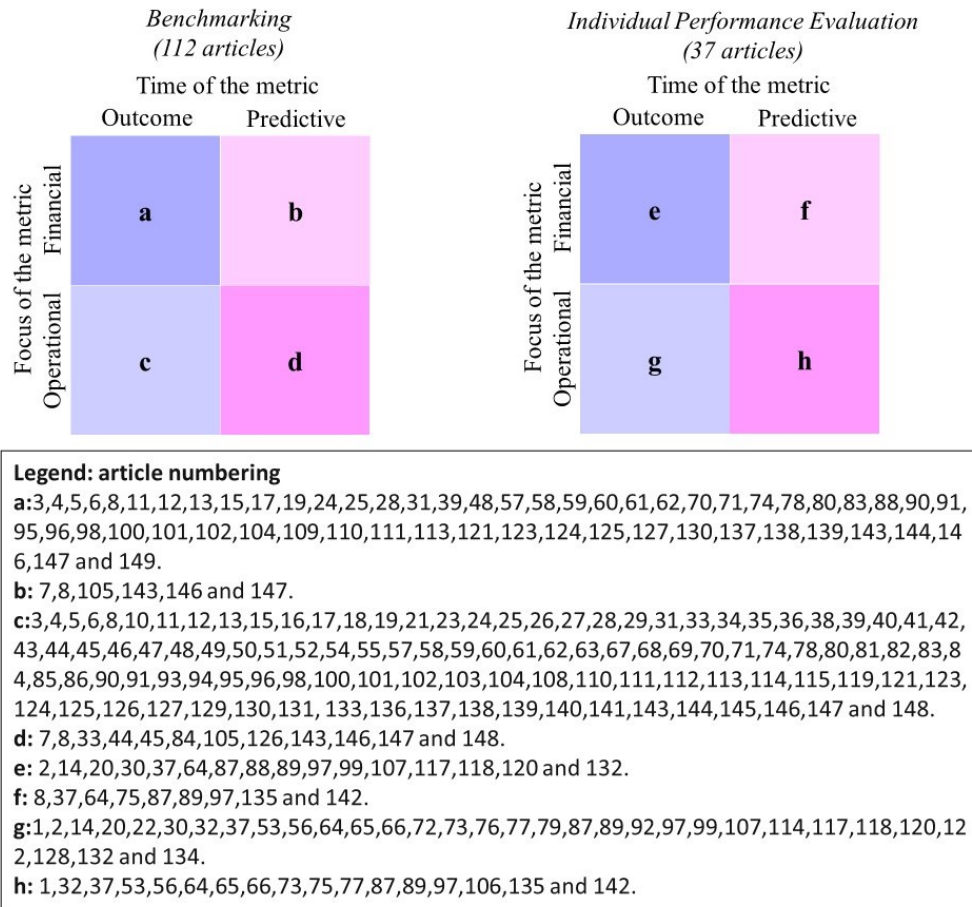 Benchmarking
(112 articles)
Time of the metric
Outcome Predictive
Focus of the metric
Financial
Operational
a b
c d
Individual Performance Evaluation
(37 articles)
Time of the metric
Outcome Predictive
Focus of the metric
Financial
Operational
e f
g h
Legend: article numbering
a:3,4,5,6,8,11,12,13,15,17,19,24,25,28,31,39,48,57,58,59,60,61,62,70,71,74,78,80,83,88,90,91,
95,96,98,100,101,102,104,109,110,111,113,121,123,124,125,127,130,137,138,139,143,144,14
6,147 and 149.
b: 7,8,105,143,146 and 147.
c:3,4,5,6,8,10,11,12,13,15,16,17,18,19,21,23,24,25,26,27,28,29,31,33,34,35,36,38,39,40,41,42,
43,44,45,46,47,48,49,50,51,52,54,55,57,58,59,60,61,62,63,67,68,69,70,71,74,78,80,81,82,83,8
4,85,86,90,91,93,94,95,96,98,100,101,102,103,104,108,110,111,112,113,114,115,119,121,123,
124,125,126,127,129,130,131, 133,136,137,138,139,140,141,143,144,145,146,147 and 148.
d: 7,8,33,44,45,84,105,126,143,146,147 and 148.
e: 2,14,20,30,37,64,87,88,89,97,99,107,117,118,120 and 132.
f: 8,37,64,75,87,89,97,135 and 142.
g:1,2,14,20,22,30,32,37,53,56,64,65,66,72,73,76,77,79,87,89,92,97,99,107,114,117,118,120,12
2,128,132 and 134.
h: 1,32,37,53,56,64,65,66,73,75,77,87,89,97,106,135 and 142.